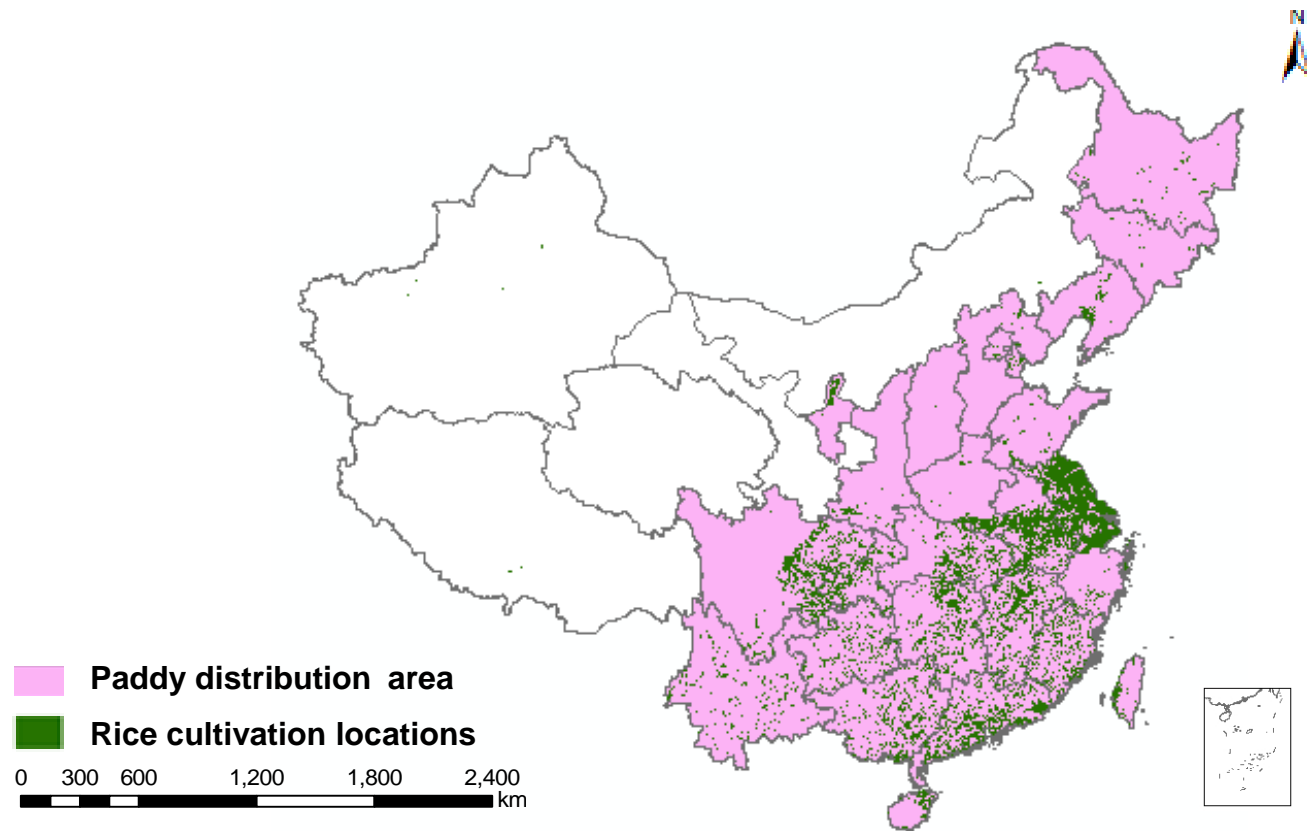 N
Paddy distribution area
Rice cultivation locations
0 300 600 1,200 1,800 2,400
km